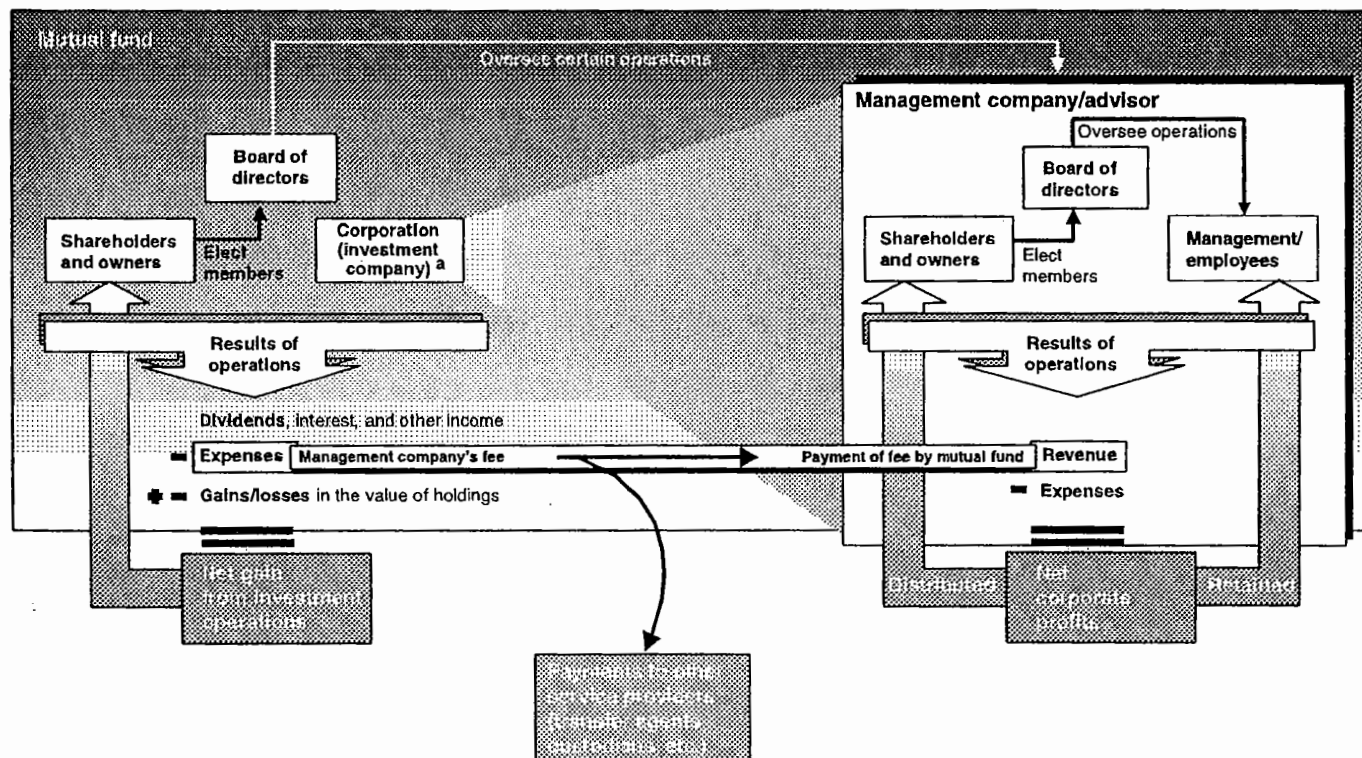 Mutual fund
Oversee certain operations
Board of
directors
Shareholders
and owners
Elect
members
Corporation
(investment
company) a
Results of
operations
Dividends, interest, and other income
- Expenses
Management company's fee
Payment of fee by mutual fund
+ - Gains/losses in the value of holdings
Net gain
from investment
operations
Payments to
service providers
agents
etc.)
Management company/advisor
Oversee operations
Board of
directors
Shareholders
and owners
Elect
members
Management/
employees
Results of
operations
Revenue
- Expenses
Distributed
Net
corporate
profits
Retained